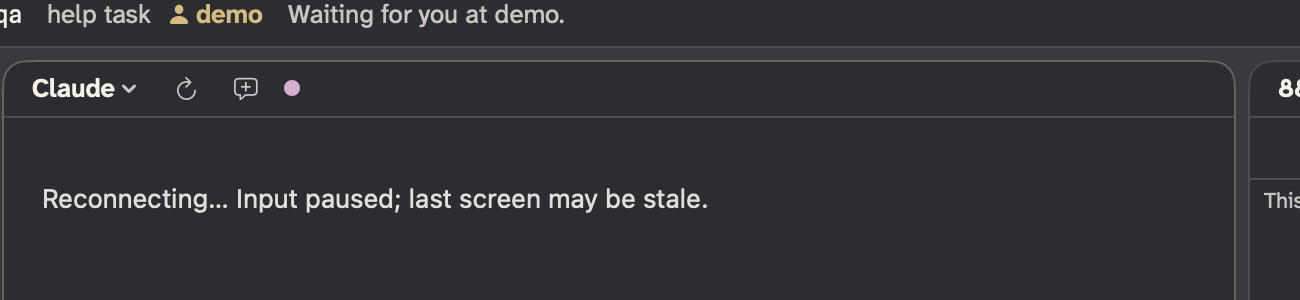 qa help task demo Waiting for you at demo.
Claude
Reconnecting... Input paused; last screen may be stale.
This